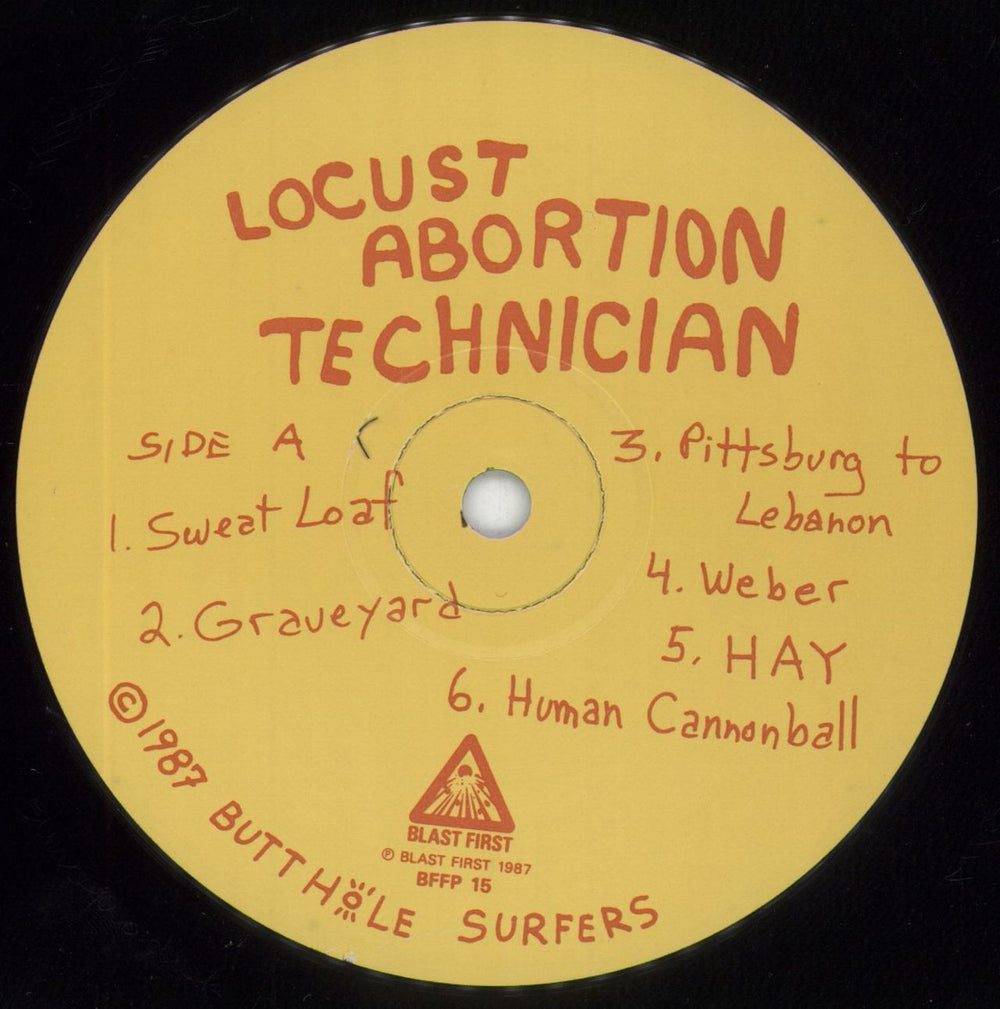 LOCUST
ABORTION
TECHNICIAN
SIDE A
1. Sweat Loaf
2. Graveyard
3. Pittsburg to
Lebanon
4. Weber
5. HAY
6. Human Cannonball
BLAST FIRST
℗ BLAST FIRST 1987
BFFP 15
© 1987 BUTTHOLE SURFERS